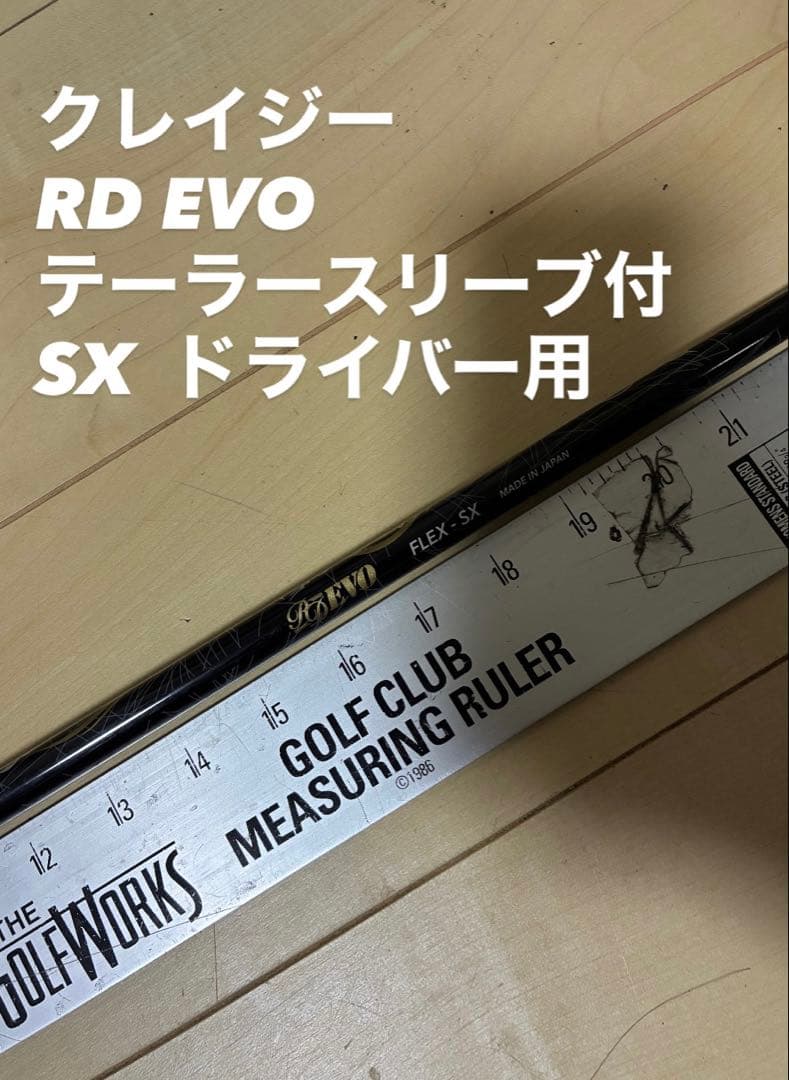 クレイジー
RD EVO
テーラースリーブ付
SX ドライバー用
MADE IN JAPAN
FLEX - SX
RD EVO
12 13 14 15 16 17 18 19 20 21
GOLF CLUB
MEASURING RULER
©1986
THE
GOLFWORKS